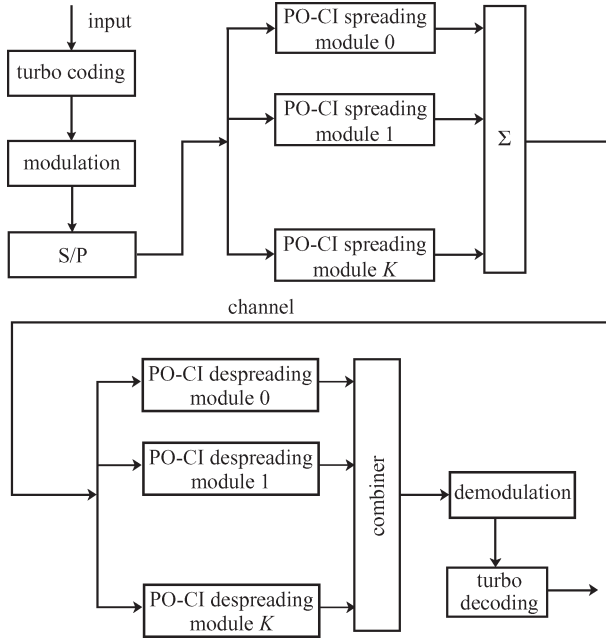 input
turbo coding
modulation
S/P
PO-CI spreading
module 0
PO-CI spreading
module 1
PO-CI spreading
module K
Σ
channel
PO-CI despreading
module 0
PO-CI despreading
module 1
PO-CI despreading
module K
combiner
demodulation
turbo
decoding